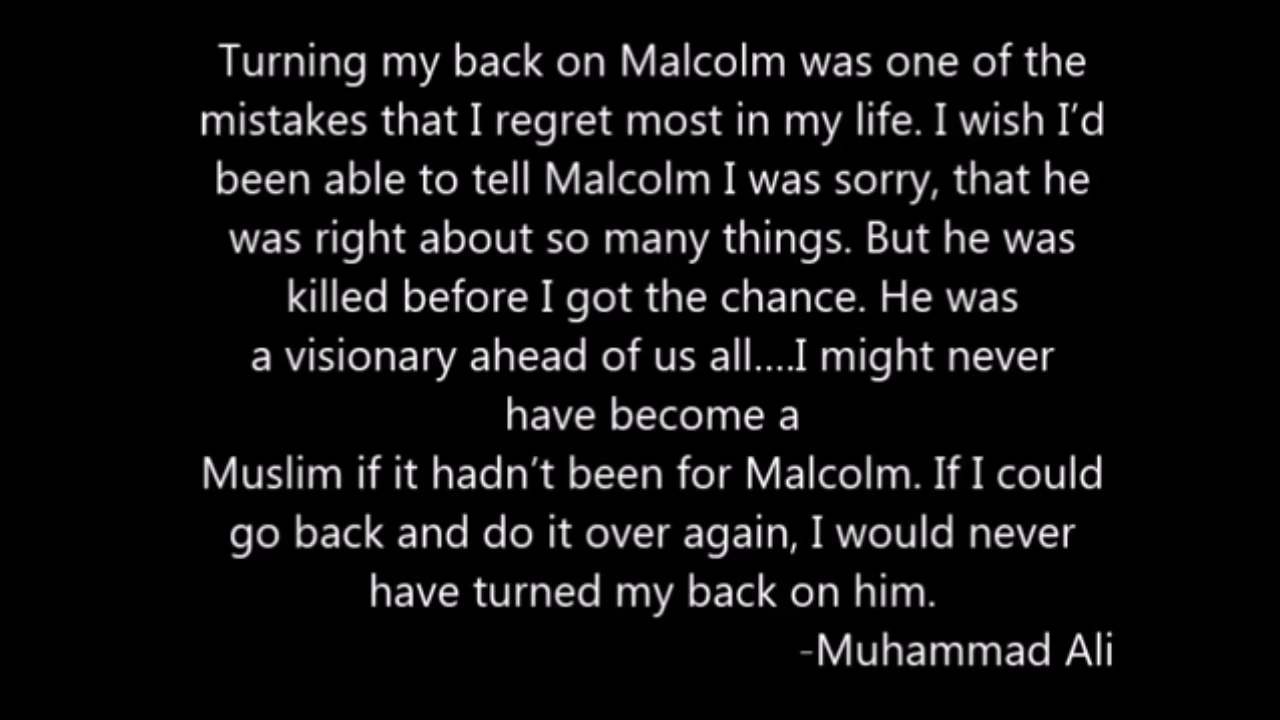 Turning my back on Malcolm was one of the
mistakes that I regret most in my life. I wish I’d
been able to tell Malcolm I was sorry, that he
was right about so many things. But he was
killed before I got the chance. He was
a visionary ahead of us all....I might never
have become a
Muslim if it hadn’t been for Malcolm. If I could
go back and do it over again, I would never
have turned my back on him.
-Muhammad Ali